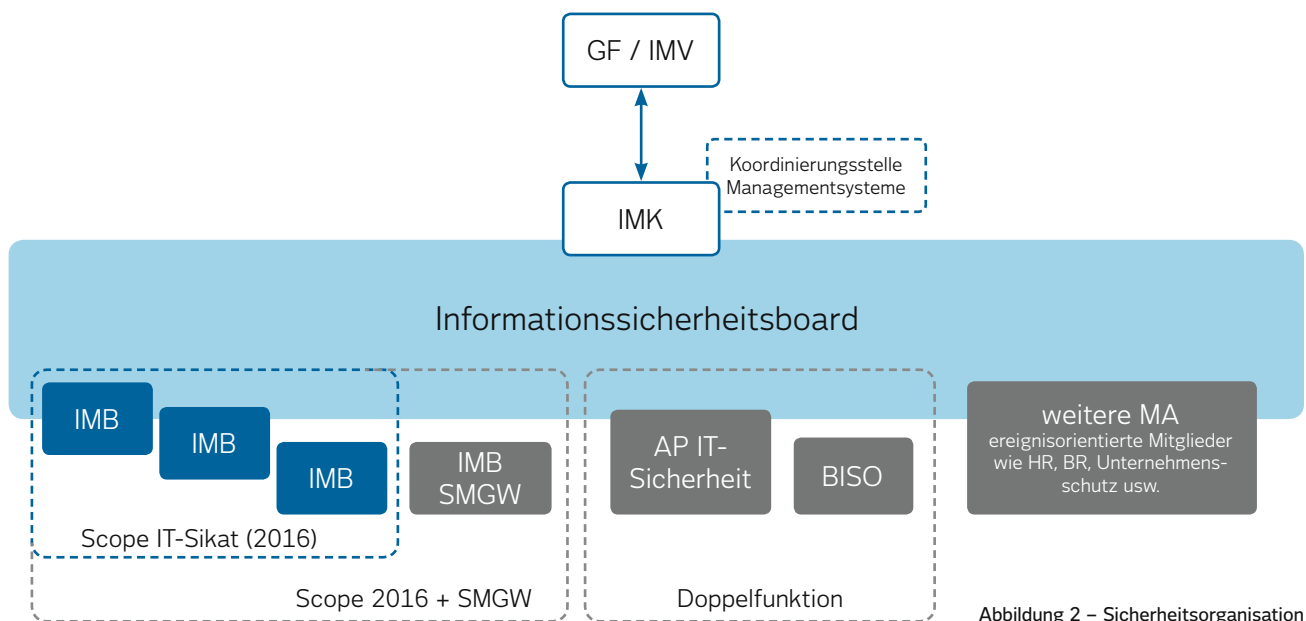 GF / IMV
Koordinierungsstelle
Managementsysteme
IMK
Informationssicherheitsboard
IMB
IMB
IMB
IMB
SMGW
AP IT-
Sicherheit
BISO
weitere MA
ereignisorientierte Mitglieder
wie HR, BR, Unternehmens-
schutz usw.
Scope IT-Sikat (2016)
Scope 2016 + SMGW
Doppelfunktion
Abbildung 2 – Sicherheitsorganisation